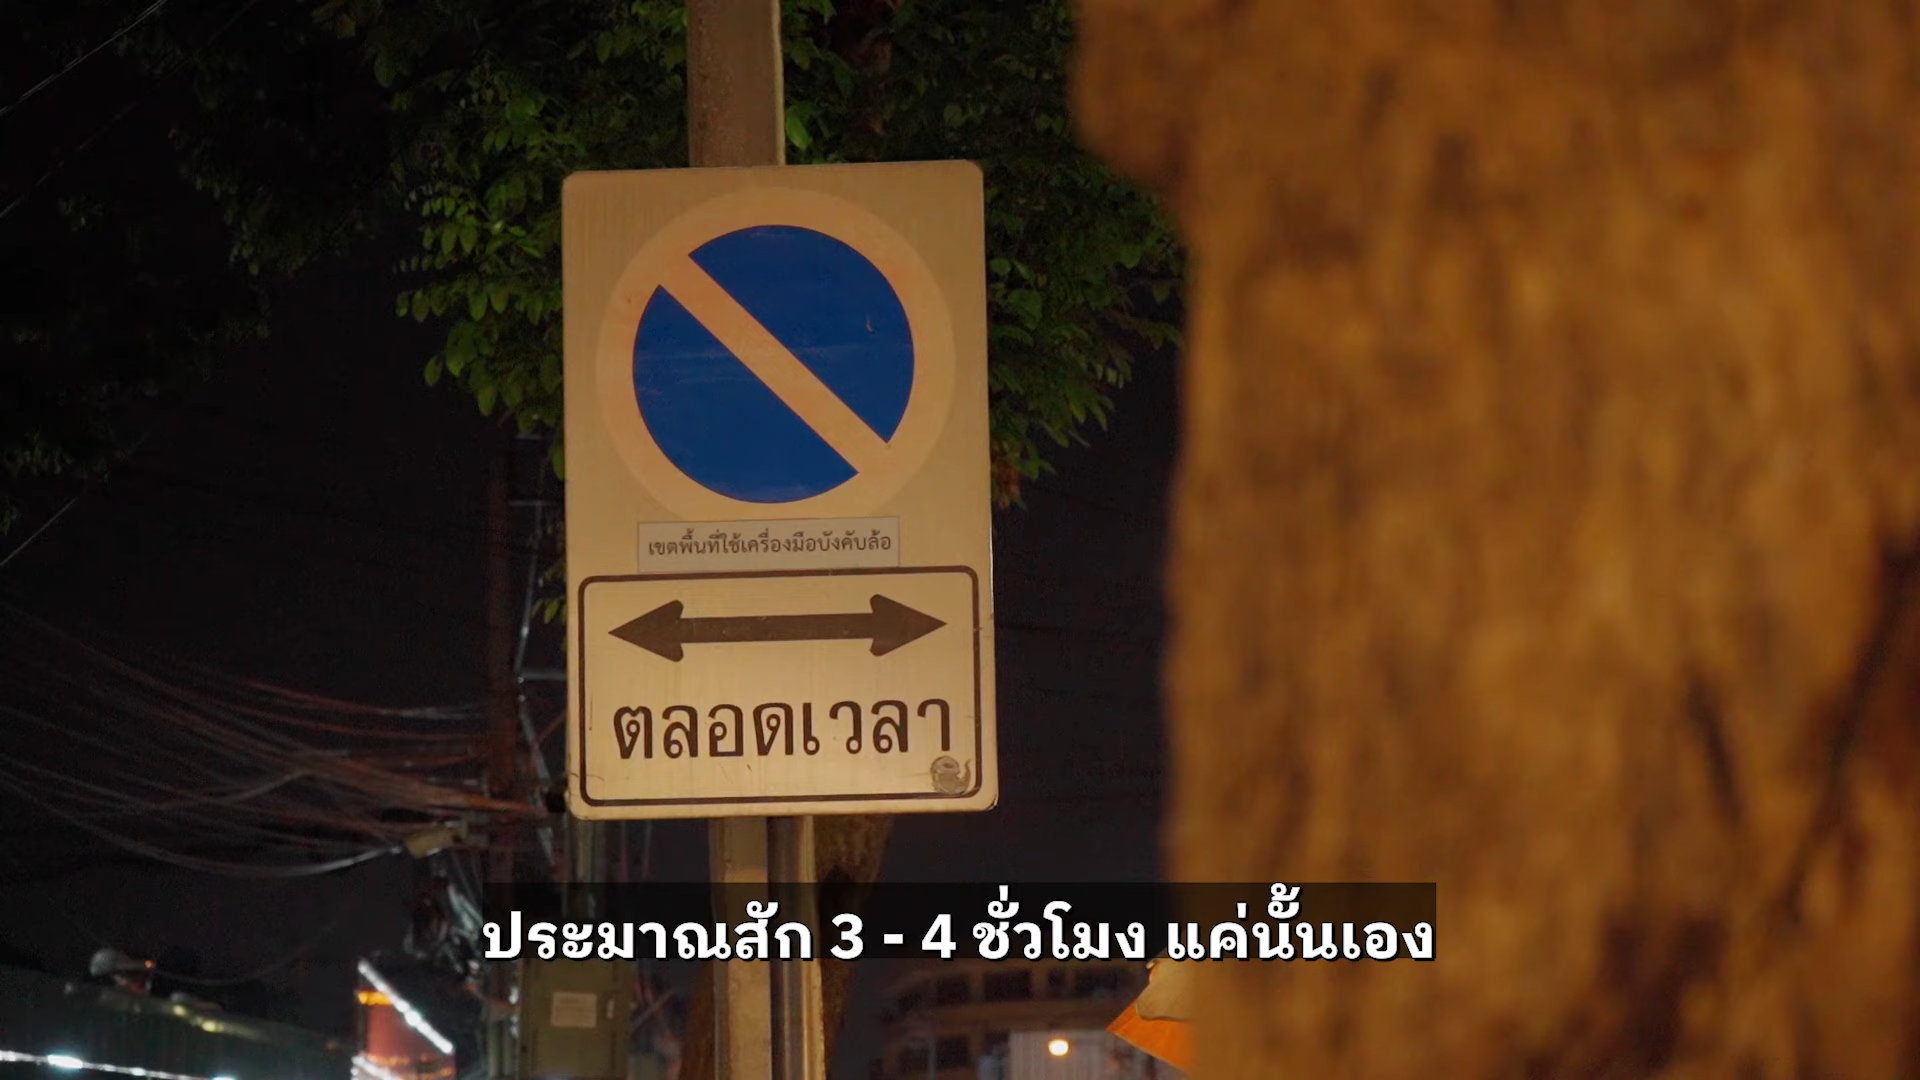 เขตพื้นที่ใช้เครื่องมือบังคับล้อ
ตลอดเวลา
ประมาณสัก 3 - 4 ชั่วโมง แค่นั้นเอง